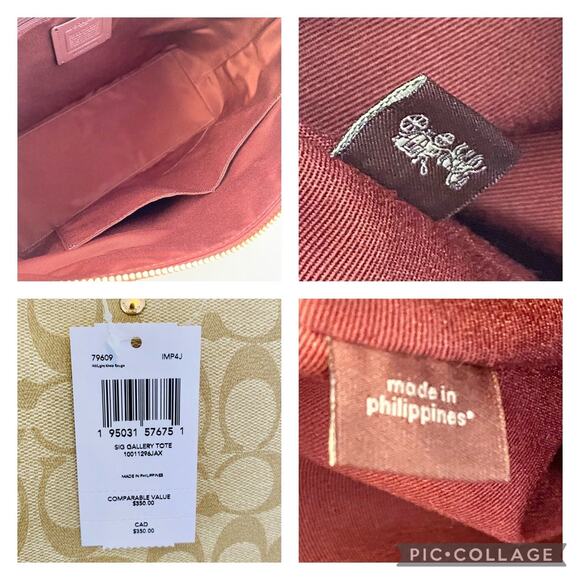 79609
IMP4J
1 95031 57675 1
SIG GALLERY TOTE
10011296JAX
MADE IN PHILIPPINES
COMPARABLE VALUE
$350.00
CAD
$350.00
made in
philippines*
PIC•COLLAGE